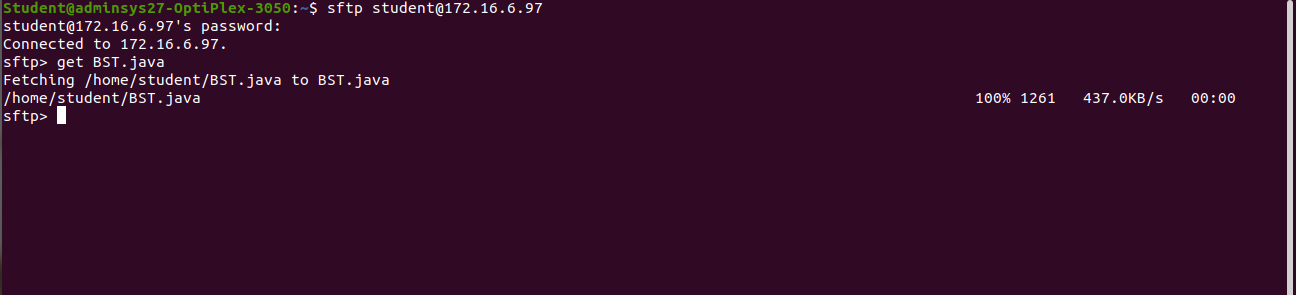 Student@adminsys27-OptiPlex-3050:~$ sftp student@172.16.6.97
student@172.16.6.97's password:
Connected to 172.16.6.97.
sftp> get BST.java
Fetching /home/student/BST.java to BST.java
/home/student/BST.java 100% 1261 437.0KB/s 00:00
sftp>